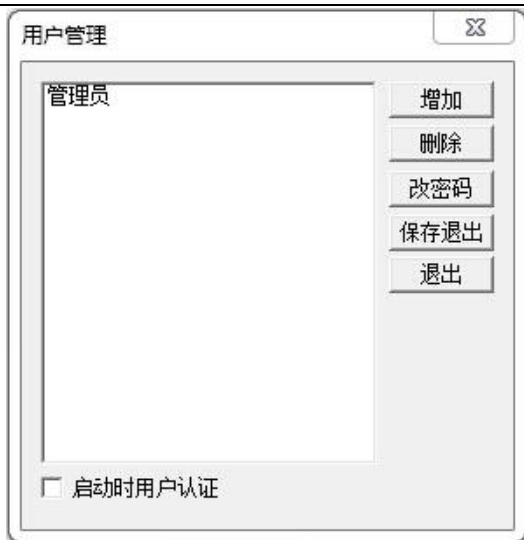 用户管理
管理员
增加
删除
改密码
保存退出
退出
启动时用户认证